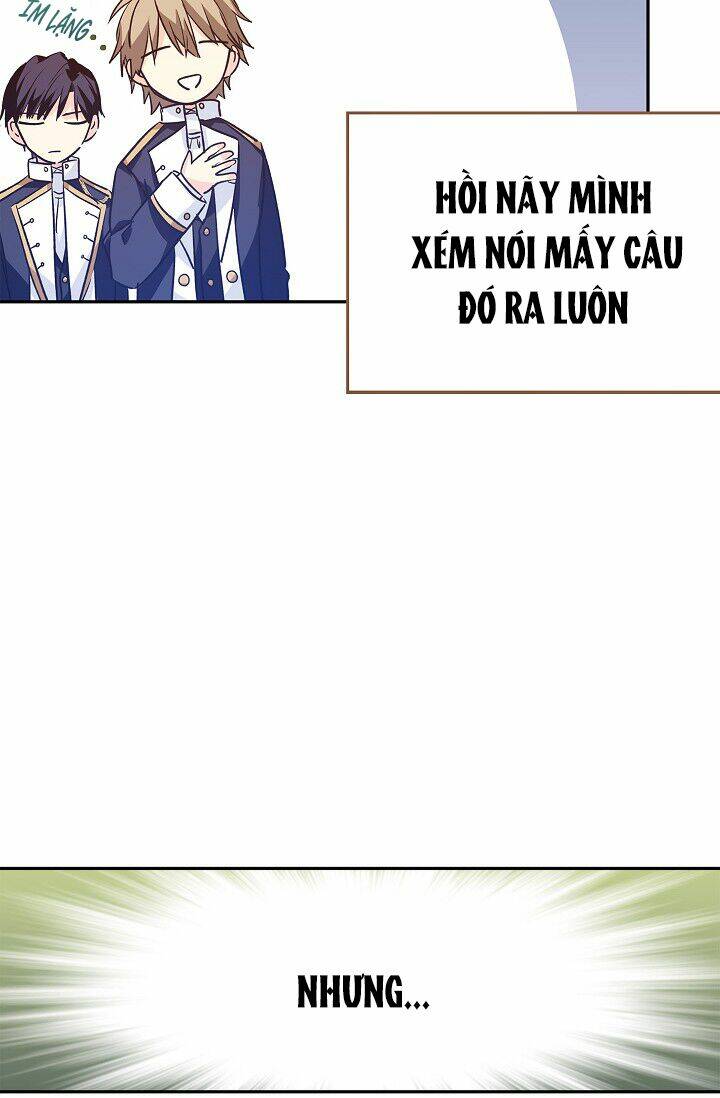 IM LẶNG...
HỒI NÃY MÌNH
XÉM NÓI MẤY CÂU
ĐÓ RA LUÔN
NHƯNG...